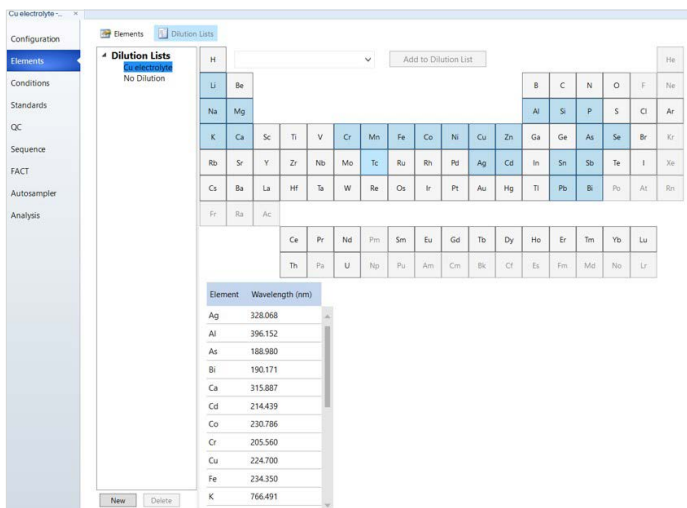 Cu electrolyte -... ×
Configuration
Elements
Conditions
Standards
QC
Sequence
FACT
Autosampler
Analysis
Elements Dilution Lists
Dilution Lists
Cu electrolyte
No Dilution
New Delete
H Add to Dilution List He
Li Be B C N O F Ne
Na Mg Al Si P S Cl Ar
K Ca Sc Ti V Cr Mn Fe Co Ni Cu Zn Ga Ge As Se Br Kr
Rb Sr Y Zr Nb Mo Tc Ru Rh Pd Ag Cd In Sn Sb Te I Xe
Cs Ba La Hf Ta W Re Os Ir Pt Au Hg Tl Pb Bi Po At Rn
Fr Ra Ac
Ce Pr Nd Pm Sm Eu Gd Tb Dy Ho Er Tm Yb Lu
Th Pa U Np Pu Am Cm Bk Cf Es Fm Md No Lr
Element Wavelength (nm)
Ag 328.068
Al 396.152
As 188.980
Bi 190.171
Ca 315.887
Cd 214.439
Co 230.786
Cr 205.560
Cu 224.700
Fe 234.350
K 766.491